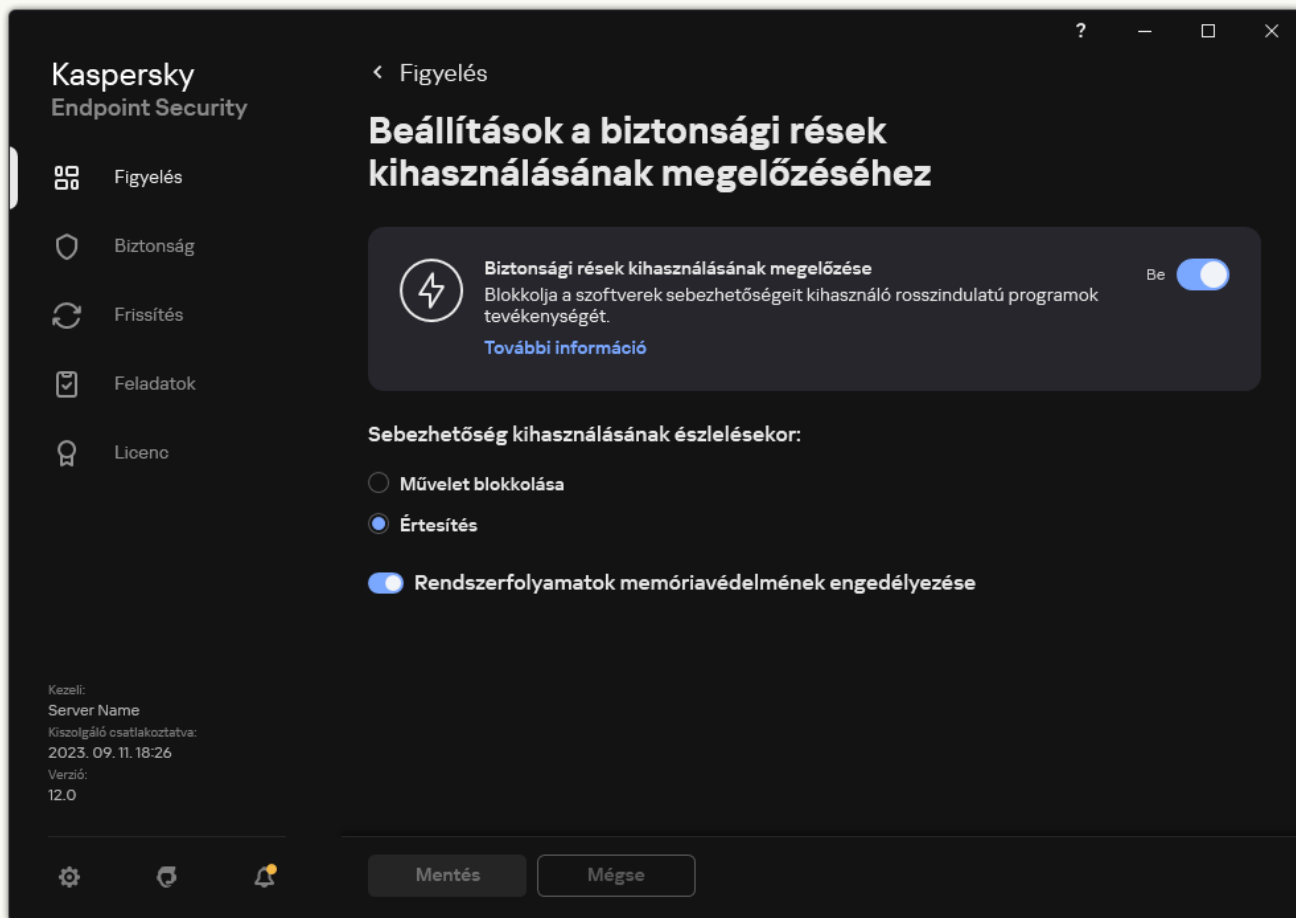 ?
Kaspersky
Endpoint Security
Figyelés
Biztonság
Frissítés
Feladatok
Licenc
Kezeli:
Server Name
Kiszolgáló csatlakoztatva:
2023. 09. 11. 18:26
Verzió:
12.0
Figyelés
Beállítások a biztonsági rések
kihasználásának megelőzéséhez
Biztonsági rések kihasználásának megelőzése
Blokkolja a szoftverek sebezhetőségeit kihasználó rosszindulatú programok
tevékenységét.
További információ
Be
Sebezhetőség kihasználásának észlelésekor:
Művelet blokkolása
Értesítés
Rendszerfolyamatok memóriavédelmének engedélyezése
Mentés
Mégse